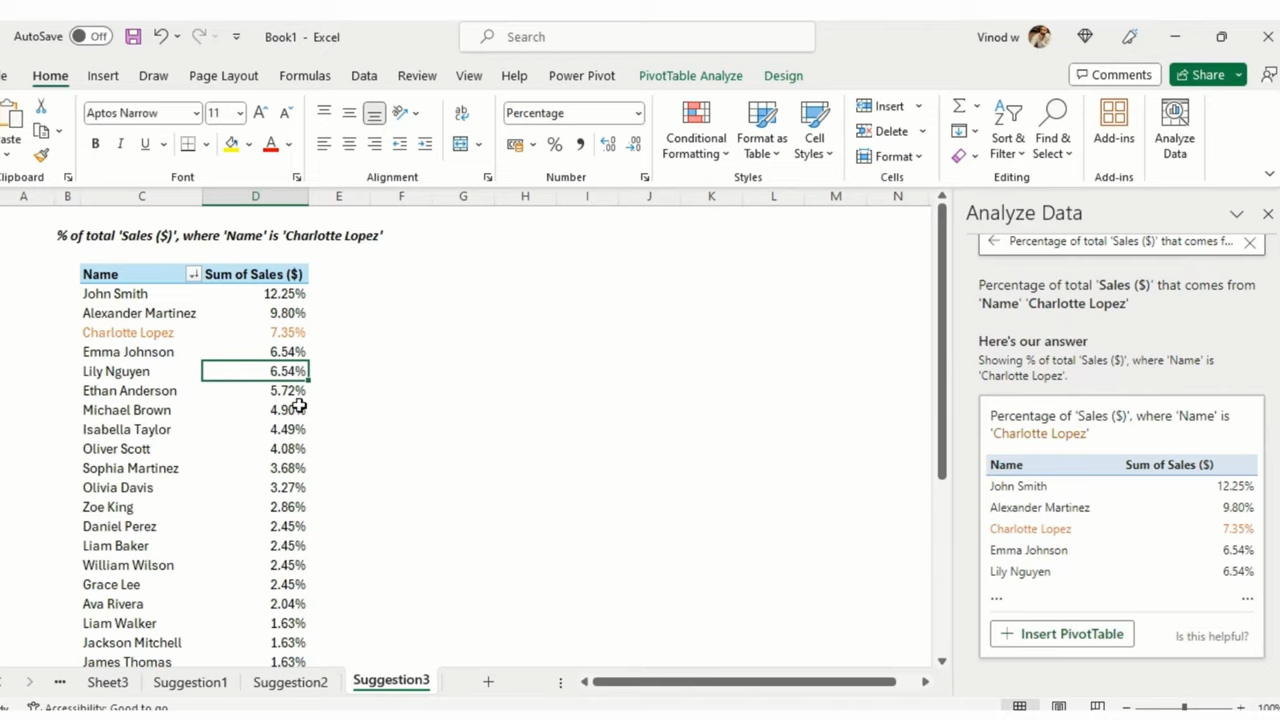 AutoSave Off Book1 - Excel Search Vinod w
Home Insert Draw Page Layout Formulas Data Review View Help Power Pivot PivotTable Analyze Design Comments Share
Aptos Narrow 11 Percentage Insert
B I U Delete
Format
Conditional Formatting Format as Table Cell Styles Sort & Filter Find & Select Add-ins Analyze Data
Font Alignment Number Styles Cells Editing Add-ins
A B C D E F G H I J K L M N
% of total 'Sales ($)', where 'Name' is 'Charlotte Lopez'
Name Sum of Sales ($)
John Smith 12.25%
Alexander Martinez 9.80%
Charlotte Lopez 7.35%
Emma Johnson 6.54%
Lily Nguyen 6.54%
Ethan Anderson 5.72%
Michael Brown 4.90%
Isabella Taylor 4.49%
Oliver Scott 4.08%
Sophia Martinez 3.68%
Olivia Davis 3.27%
Zoe King 2.86%
Daniel Perez 2.45%
Liam Baker 2.45%
William Wilson 2.45%
Grace Lee 2.45%
Ava Rivera 2.04%
Liam Walker 1.63%
Jackson Mitchell 1.63%
James Thomas 1.63%
Analyze Data
Percentage of total 'Sales ($)' that comes f...
Percentage of total 'Sales ($)' that comes from
'Name' 'Charlotte Lopez'
Here's our answer
Showing % of total 'Sales ($)', where 'Name' is
'Charlotte Lopez'.
Percentage of 'Sales ($)', where 'Name' is
'Charlotte Lopez'
Name Sum of Sales ($)
John Smith 12.25%
Alexander Martinez 9.80%
Charlotte Lopez 7.35%
Emma Johnson 6.54%
Lily Nguyen 6.54%
... ...
Insert PivotTable Is this helpful?
Sheet3 Suggestion1 Suggestion2 Suggestion3
Accessibility: Good to go